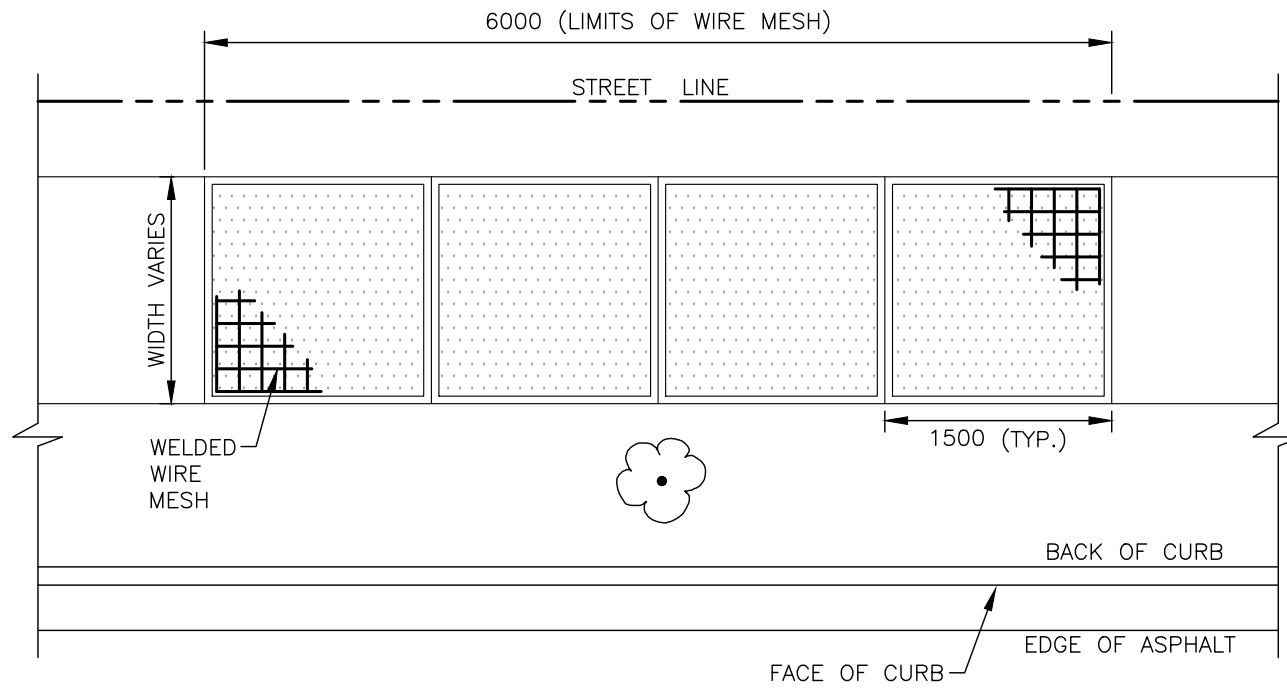 6000 (LIMITS OF WIRE MESH)
STREET LINE
WIDTH VARIES
1500 (TYP.)
WELDED
WIRE
MESH
BACK OF CURB
EDGE OF ASPHALT
FACE OF CURB